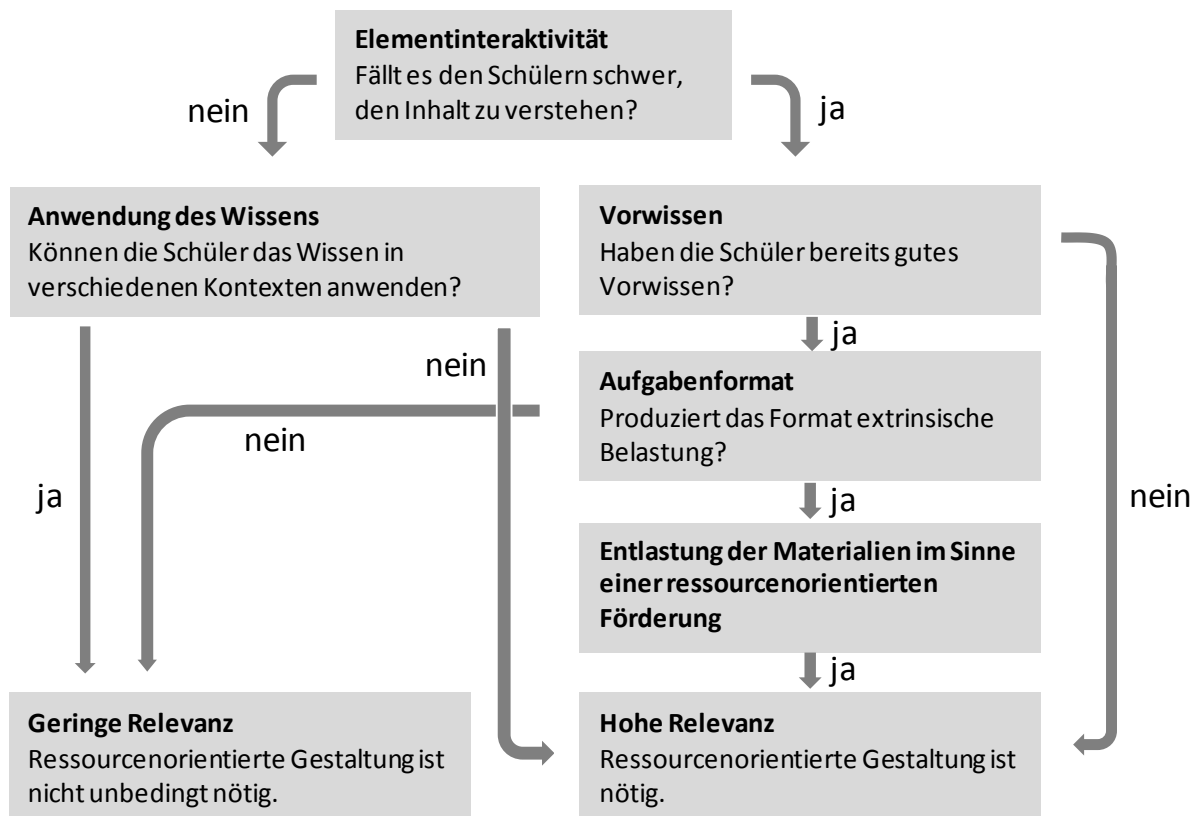 Elementinteraktivität
Fällt es den Schülern schwer,
den Inhalt zu verstehen?
nein
ja
Anwendung des Wissens
Können die Schüler das Wissen in
verschiedenen Kontexten anwenden?
Vorwissen
Haben die Schüler bereits gutes
Vorwissen?
ja
nein
Aufgabenformat
Produziert das Format extrinsische
Belastung?
nein
ja
ja
nein
Entlastung der Materialien im Sinne
einer ressourcenorientierten
Förderung
ja
Geringe Relevanz
Ressourcenorientierte Gestaltung ist
nicht unbedingt nötig.
Hohe Relevanz
Ressourcenorientierte Gestaltung ist
nötig.